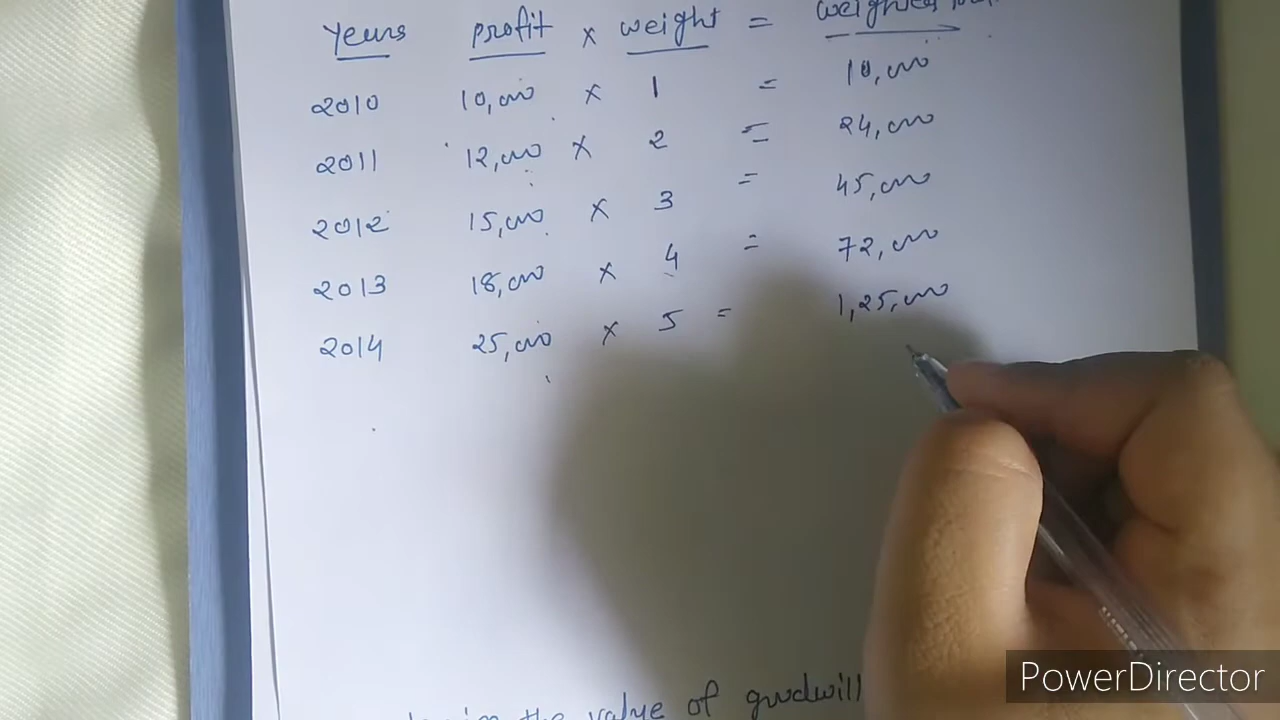 Years profit × weight = weighted
2010 10,000 × 1 = 10,000
2011 12,000 × 2 = 24,000
2012 15,000 × 3 = 45,000
2013 18,000 × 4 = 72,000
2014 25,000 × 5 = 1,25,000
the value of goodwill
PowerDirector